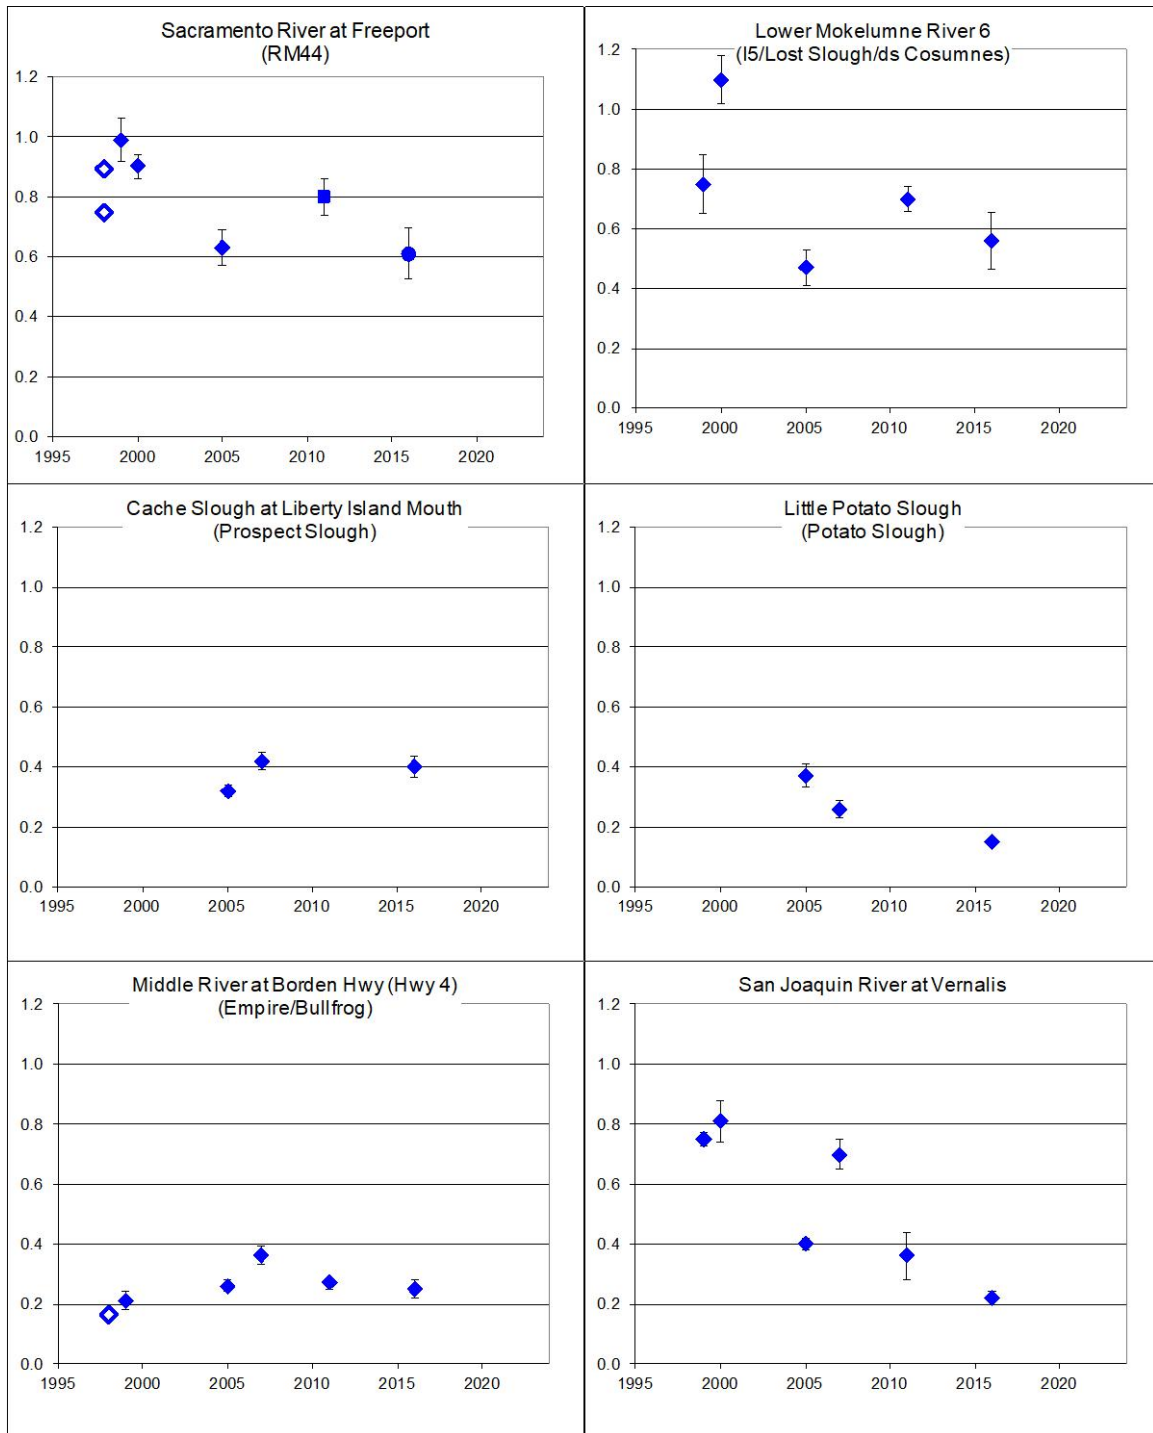 Sacramento River at Freeport
(RM44)
1.2
1.0
0.8
0.6
0.4
0.2
0.0
1995 2000 2005 2010 2015 2020
Lower Mokelumne River 6
(I5/Lost Slough/ds Cosumnes)
1.2
1.0
0.8
0.6
0.4
0.2
0.0
1995 2000 2005 2010 2015 2020
Cache Slough at Liberty Island Mouth
(Prospect Slough)
1.2
1.0
0.8
0.6
0.4
0.2
0.0
1995 2000 2005 2010 2015 2020
Little Potato Slough
(Potato Slough)
1.2
1.0
0.8
0.6
0.4
0.2
0.0
1995 2000 2005 2010 2015 2020
Middle River at Borden Hwy (Hwy 4)
(Empire/Bullfrog)
1.2
1.0
0.8
0.6
0.4
0.2
0.0
1995 2000 2005 2010 2015 2020
San Joaquin River at Vernalis
1.2
1.0
0.8
0.6
0.4
0.2
0.0
1995 2000 2005 2010 2015 2020